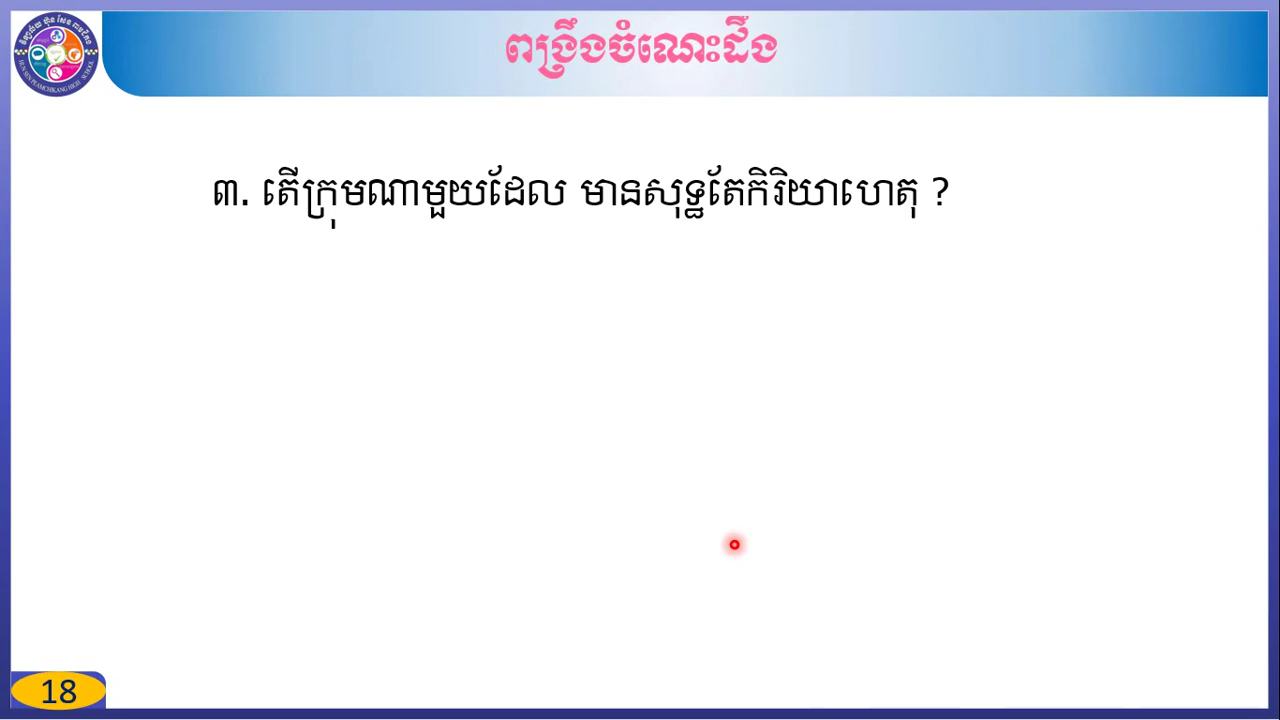 ពង្រឹងចំណេះដឹង
៣. តើក្រុមណាមួយដែល មានសុទ្ធតែកិរិយាហេតុ ?
18